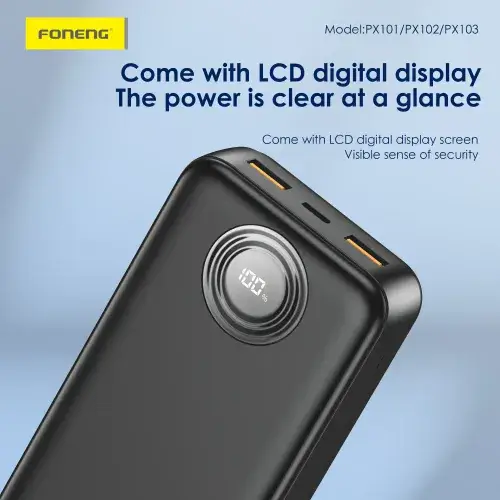 FONENG
Model:PX101/PX102/PX103
Come with LCD digital display
The power is clear at a glance
Come with LCD digital display screen
Visible sense of security
100%